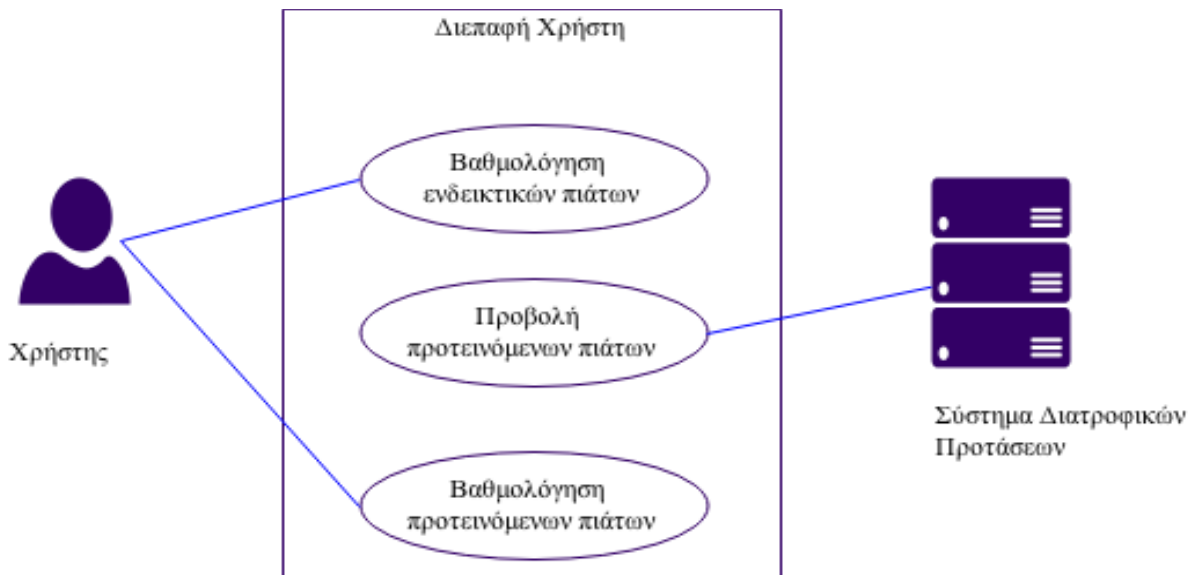 Διεπαφή Χρήστη
Βαθμολόγηση
ενδεικτικών πιάτων
Προβολή
προτεινόμενων πιάτων
Χρήστης
Σύστημα Διατροφικών
Προτάσεων
Βαθμολόγηση
προτεινόμενων πιάτων